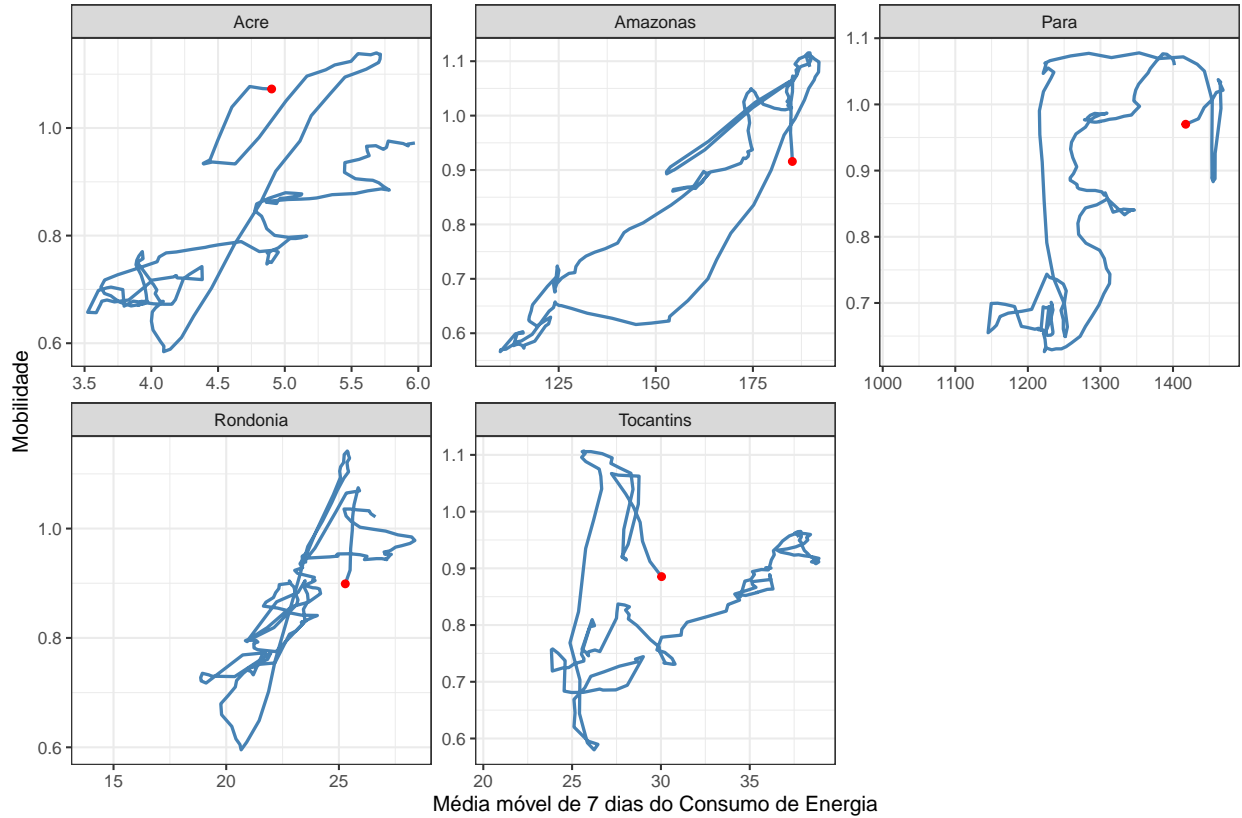 Acre
Amazonas
Para
1.0
0.8
0.6
3.5 4.0 4.5 5.0 5.5 6.0
1.1
1.0
0.9
0.8
0.7
0.6
125 150 175
1.1
1.0
0.9
0.8
0.7
1000 1100 1200 1300 1400
Mobilidade
Rondonia
Tocantins
1.0
0.8
0.6
15 20 25
1.1
1.0
0.9
0.8
0.7
0.6
20 25 30 35
Média móvel de 7 dias do Consumo de Energia